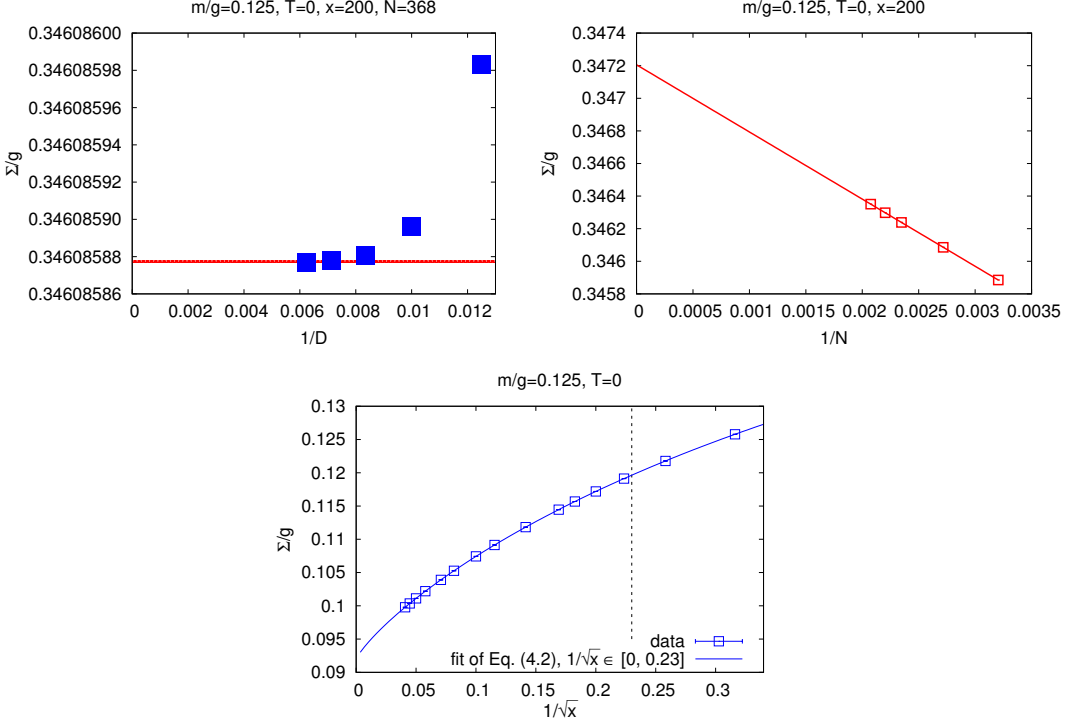 m/g=0.125, T=0, x=200, N=368
0.34608600
0.34608598
0.34608596
0.34608594
0.34608592
0.34608590
0.34608588
0.34608586
Σ/g
0 0.002 0.004 0.006 0.008 0.01 0.012
1/D
m/g=0.125, T=0, x=200
0.3474
0.3472
0.347
0.3468
0.3466
0.3464
0.3462
0.346
0.3458
Σ/g
0 0.0005 0.001 0.0015 0.002 0.0025 0.003 0.0035
1/N
m/g=0.125, T=0
0.13
0.125
0.12
0.115
0.11
0.105
0.1
0.095
0.09
Σ/g
data
fit of Eq. (4.2), 1/√x ∈ [0, 0.23]
0 0.05 0.1 0.15 0.2 0.25 0.3
1/√x